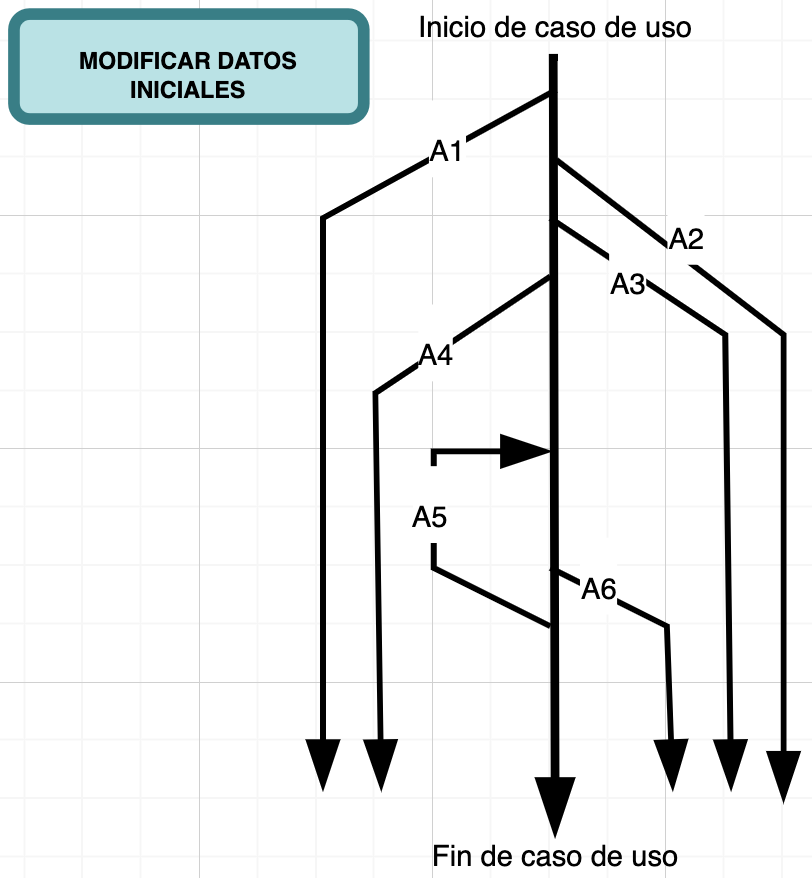 Inicio de caso de uso
MODIFICAR DATOS
INICIALES
A1
A2
A3
A4
A5
A6
Fin de caso de uso